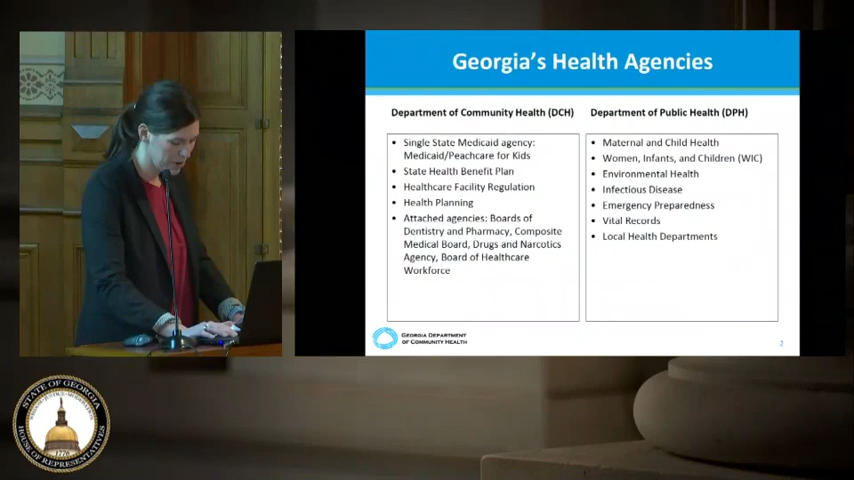 Georgia's Health Agencies
Department of Community Health (DCH)
• Single State Medicaid agency:
Medicaid/Peachcare for Kids
• State Health Benefit Plan
• Healthcare Facility Regulation
• Health Planning
• Attached agencies: Boards of
Dentistry and Pharmacy, Composite
Medical Board, Drugs and Narcotics
Agency, Board of Healthcare
Workforce
Department of Public Health (DPH)
• Maternal and Child Health
• Women, Infants, and Children (WIC)
• Environmental Health
• Infectious Disease
• Emergency Preparedness
• Vital Records
• Local Health Departments
GEORGIA DEPARTMENT
OF COMMUNITY HEALTH
2
STATE OF GEORGIA
1776
HOUSE OF REPRESENTATIVES